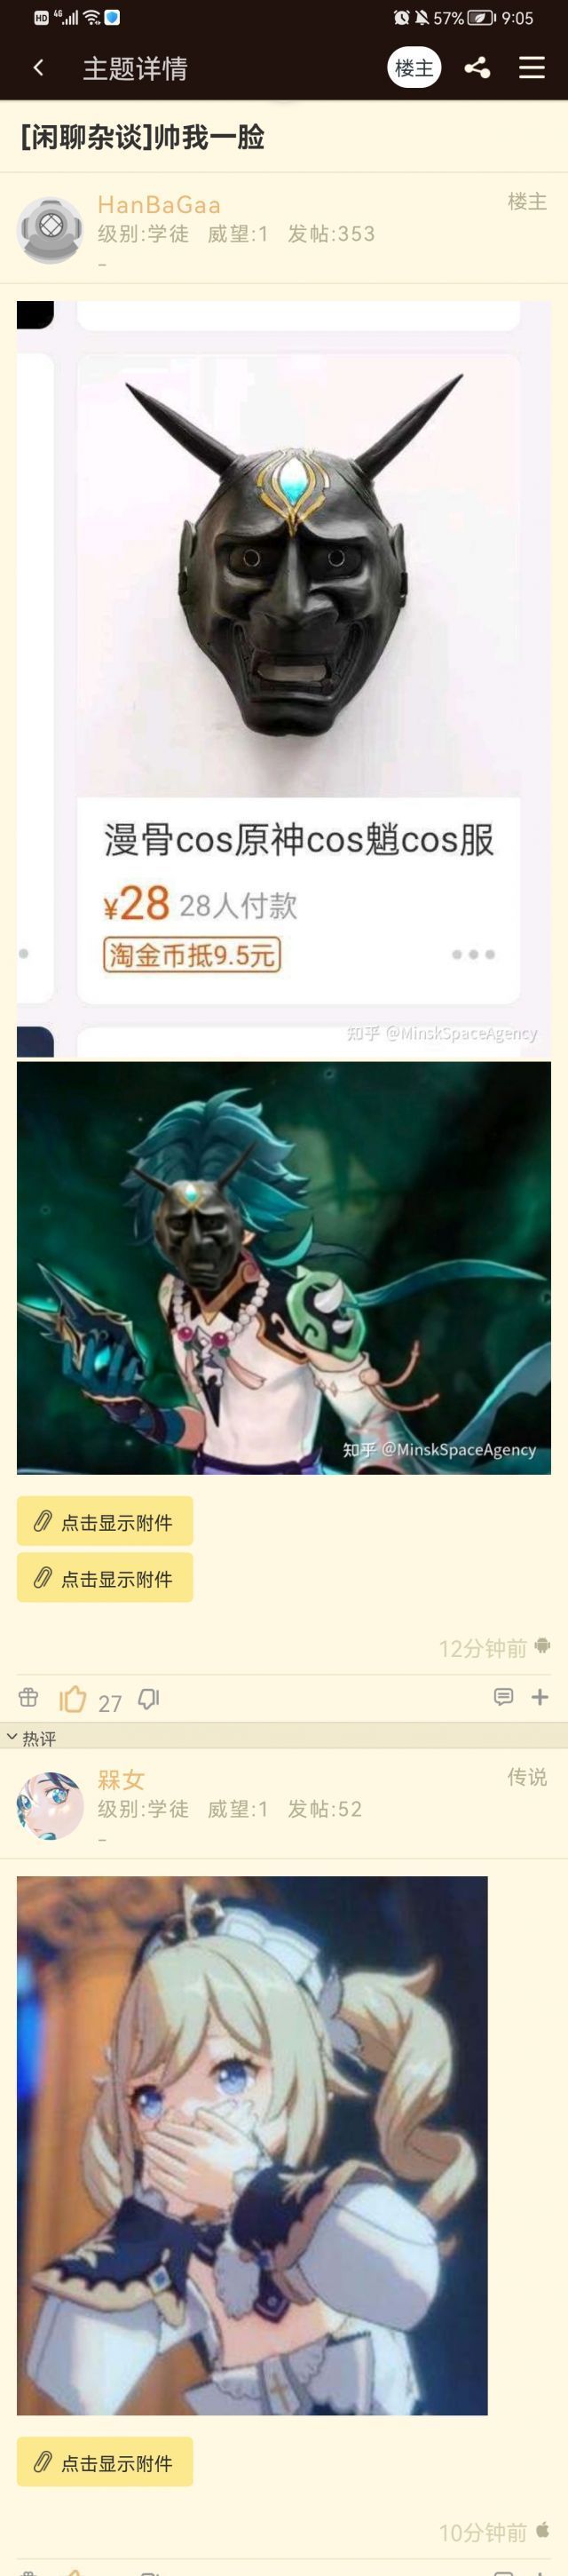 HD 4G 57% 9:05
主题详情 楼主
[闲聊杂谈]帅我一脸
HanBaGaa 楼主
级别:学徒 威望:1 发帖:353
-
漫骨cos原神cos魈cos服
¥28 28人付款
淘金币抵9.5元
知乎 @MinskSpaceAgency
知乎 @MinskSpaceAgency
点击显示附件
点击显示附件
12分钟前
27
热评
槑女 传说
级别:学徒 威望:1 发帖:52
-
点击显示附件
10分钟前